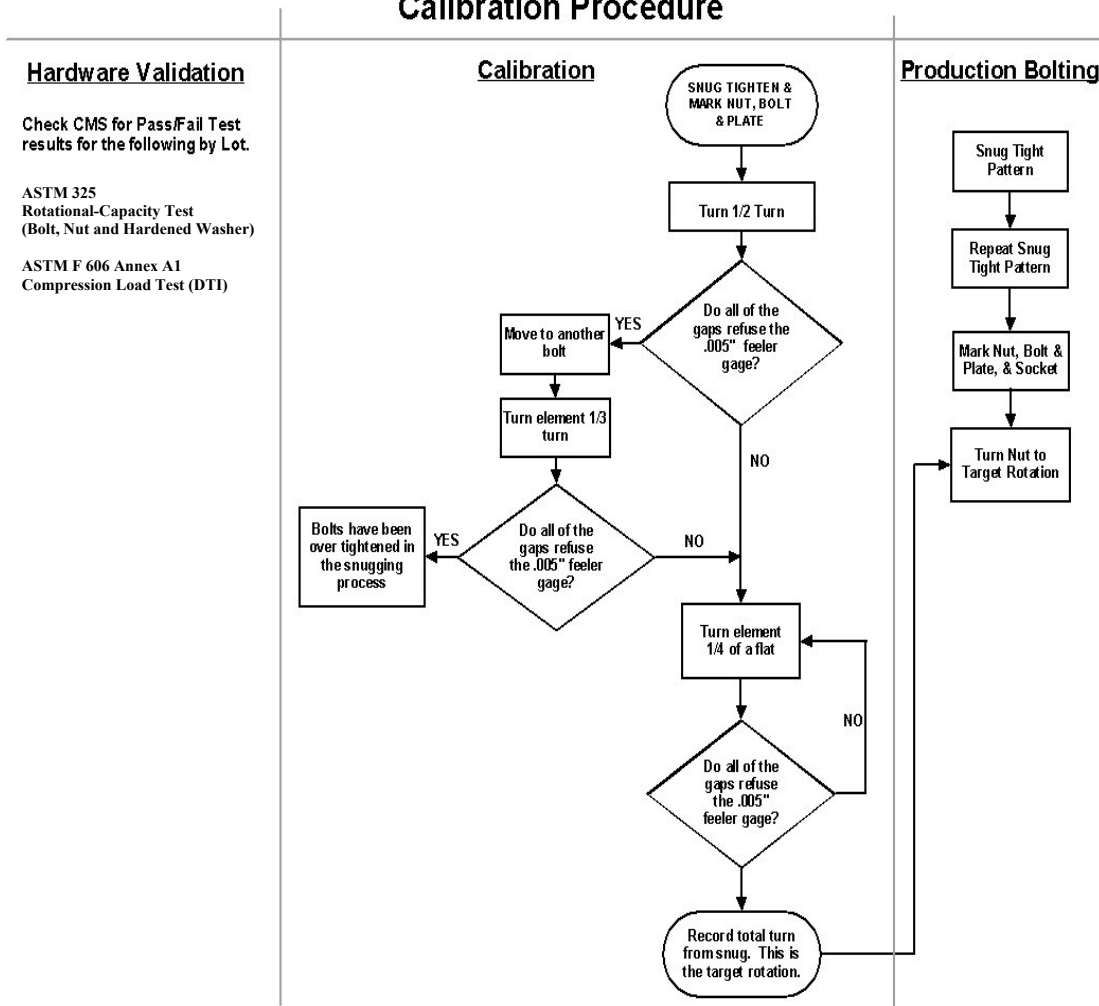 Calibration Procedure
Hardware Validation
Check CMS for Pass/Fail Test
results for the following by Lot.
ASTM 325
Rotational-Capacity Test
(Bolt, Nut and Hardened Washer)
ASTM F 606 Annex A1
Compression Load Test (DTI)
Calibration
SNUG TIGHTEN &
MARK NUT, BOLT
& PLATE
Turn 1/2 Turn
Do all of the
gaps refuse the
.005" feeler
gage?
YES
Move to another
bolt
Turn element 1/3
turn
Do all of the
gaps refuse
the .005" feeler
gage?
YES
Bolts have been
over tightened in
the snugging
process
NO
NO
Turn element
1/4 of a flat
Do all of the
gaps refuse
the .005"
feeler gage?
NO
Record total turn
from snug. This is
the target rotation.
Production Bolting
Snug Tight
Pattern
Repeat Snug
Tight Pattern
Mark Nut, Bolt &
Plate, & Socket
Turn Nut to
Target Rotation